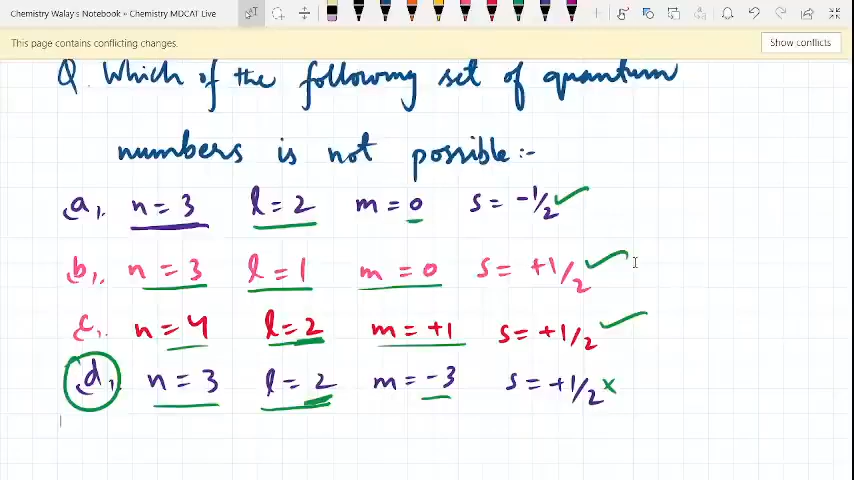 Chemistry Walay's Notebook » Chemistry MDCAT Live
This page contains conflicting changes.
Show conflicts
Q. Which of the following set of quantum
numbers is not possible:-
a, n = 3 l = 2 m = 0 s = -1/2 ✓
b, n = 3 l = 1 m = 0 s = +1/2 ✓
c, n = 4 l = 2 m = +1 s = +1/2 ✓
d, n = 3 l = 2 m = -3 s = +1/2 ×